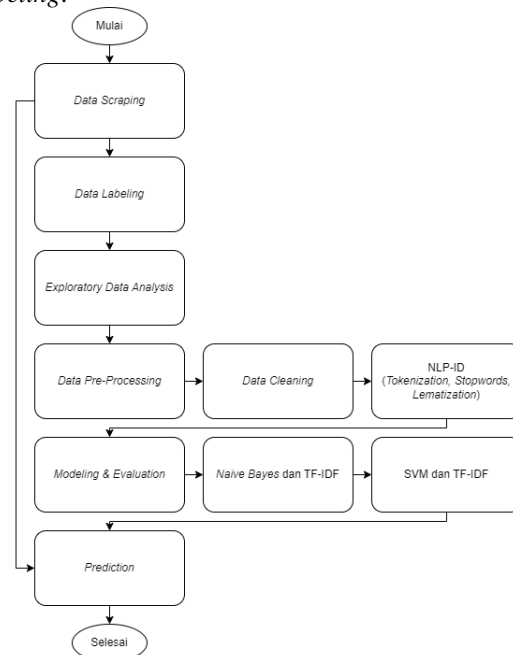 Mulai
Data Scraping
Data Labeling
Exploratory Data Analysis
Data Pre-Processing
Data Cleaning
NLP-ID
(Tokenization, Stopwords,
Lematization)
Modeling & Evaluation
Naive Bayes dan TF-IDF
SVM dan TF-IDF
Prediction
Selesai